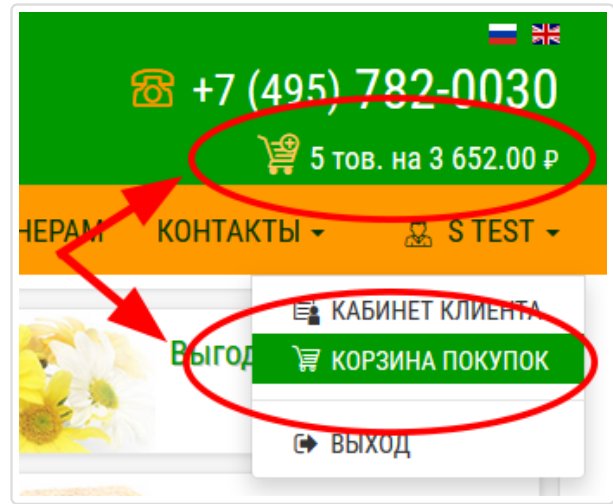 +7 (495) 782-0030
5 тов. на 3 652.00 ₽
НЕРАМ КОНТАКТЫ S TEST
КАБИНЕТ КЛИЕНТА
Выгод
КОРЗИНА ПОКУПОК
ВЫХОД